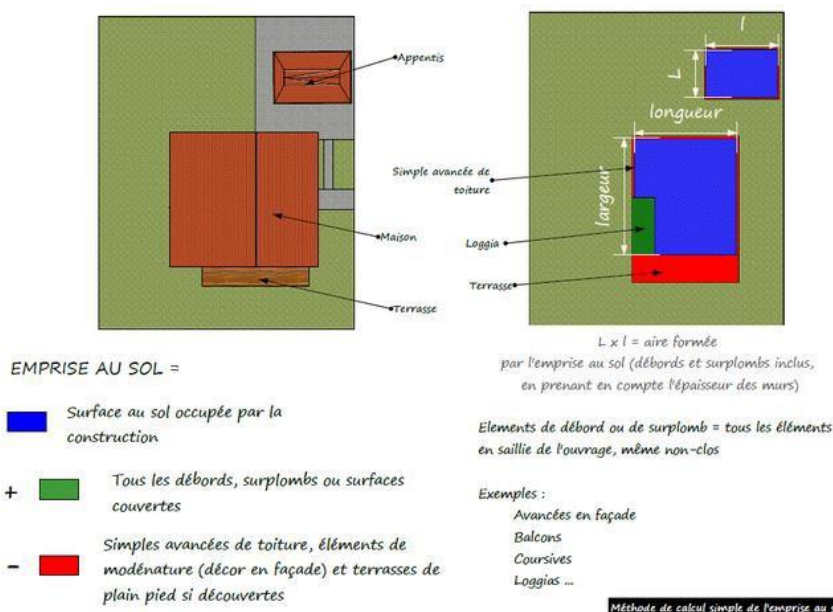 Appentis
Maison
Terrasse
l
L
longueur
largeur
Simple avancée de
toiture
Loggia
Terrasse
L x l = aire formée
par l'emprise au sol (débords et surplombs inclus,
en prenant en compte l'épaisseur des murs)
EMPRISE AU SOL =
Surface au sol occupée par la
construction
+ Tous les débords, surplombs ou surfaces
couvertes
- Simples avancées de toiture, éléments de
modénature (décor en façade) et terrasses de
plain pied si découvertes
Elements de débord ou de surplomb = tous les éléments
en saillie de l'ouvrage, même non-clos
Exemples :
Avancées en façade
Balcons
Coursives
Loggias ...
Méthode de calcul simple de l'emprise au